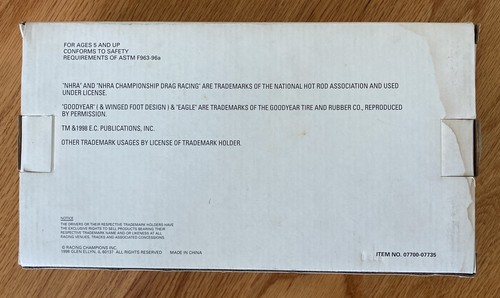 FOR AGES 5 AND UP
CONFORMS TO SAFETY
REQUIREMENTS OF ASTM F963-96a
"NHRA" AND "NHRA CHAMPIONSHIP DRAG RACING" ARE TRADEMARKS OF THE NATIONAL HOT ROD ASSOCIATION AND USED
UNDER LICENSE.
"GOODYEAR" ( & WINGED FOOT DESIGN ) & "EAGLE" ARE TRADEMARKS OF THE GOODYEAR TIRE AND RUBBER CO., REPRODUCED
BY PERMISSION.
TM &1998 E.C. PUBLICATIONS, INC.
OTHER TRADEMARK USAGES BY LICENSE OF TRADEMARK HOLDER.
NOTICE
THE DRIVERS OR THEIR RESPECTIVE TRADEMARK HOLDERS HAVE
THE EXCLUSIVE RIGHTS TO SELL PRODUCTS BEARING THEIR
RESPECTIVE TRADEMARK NAME AND OR LIKENESS AT ALL
RACING VENUES, TRACKS AND ASSOCIATED CONCESSIONS
© RACING CHAMPIONS INC.
1998 GLEN ELLYN, IL 60137 ALL RIGHTS RESERVED MADE IN CHINA
ITEM NO. 07700-07735